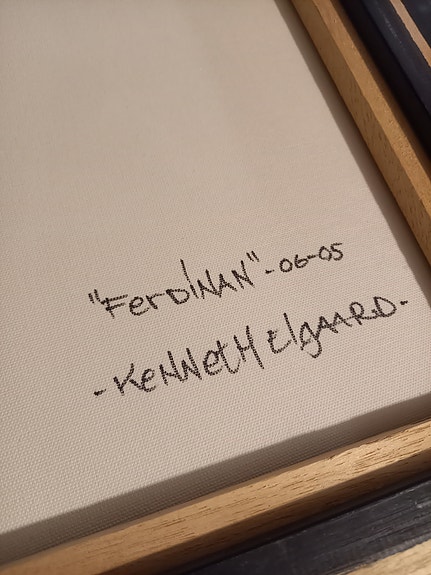 "FerDiNAN" - 06-05
- KeNNetH elgAARD -